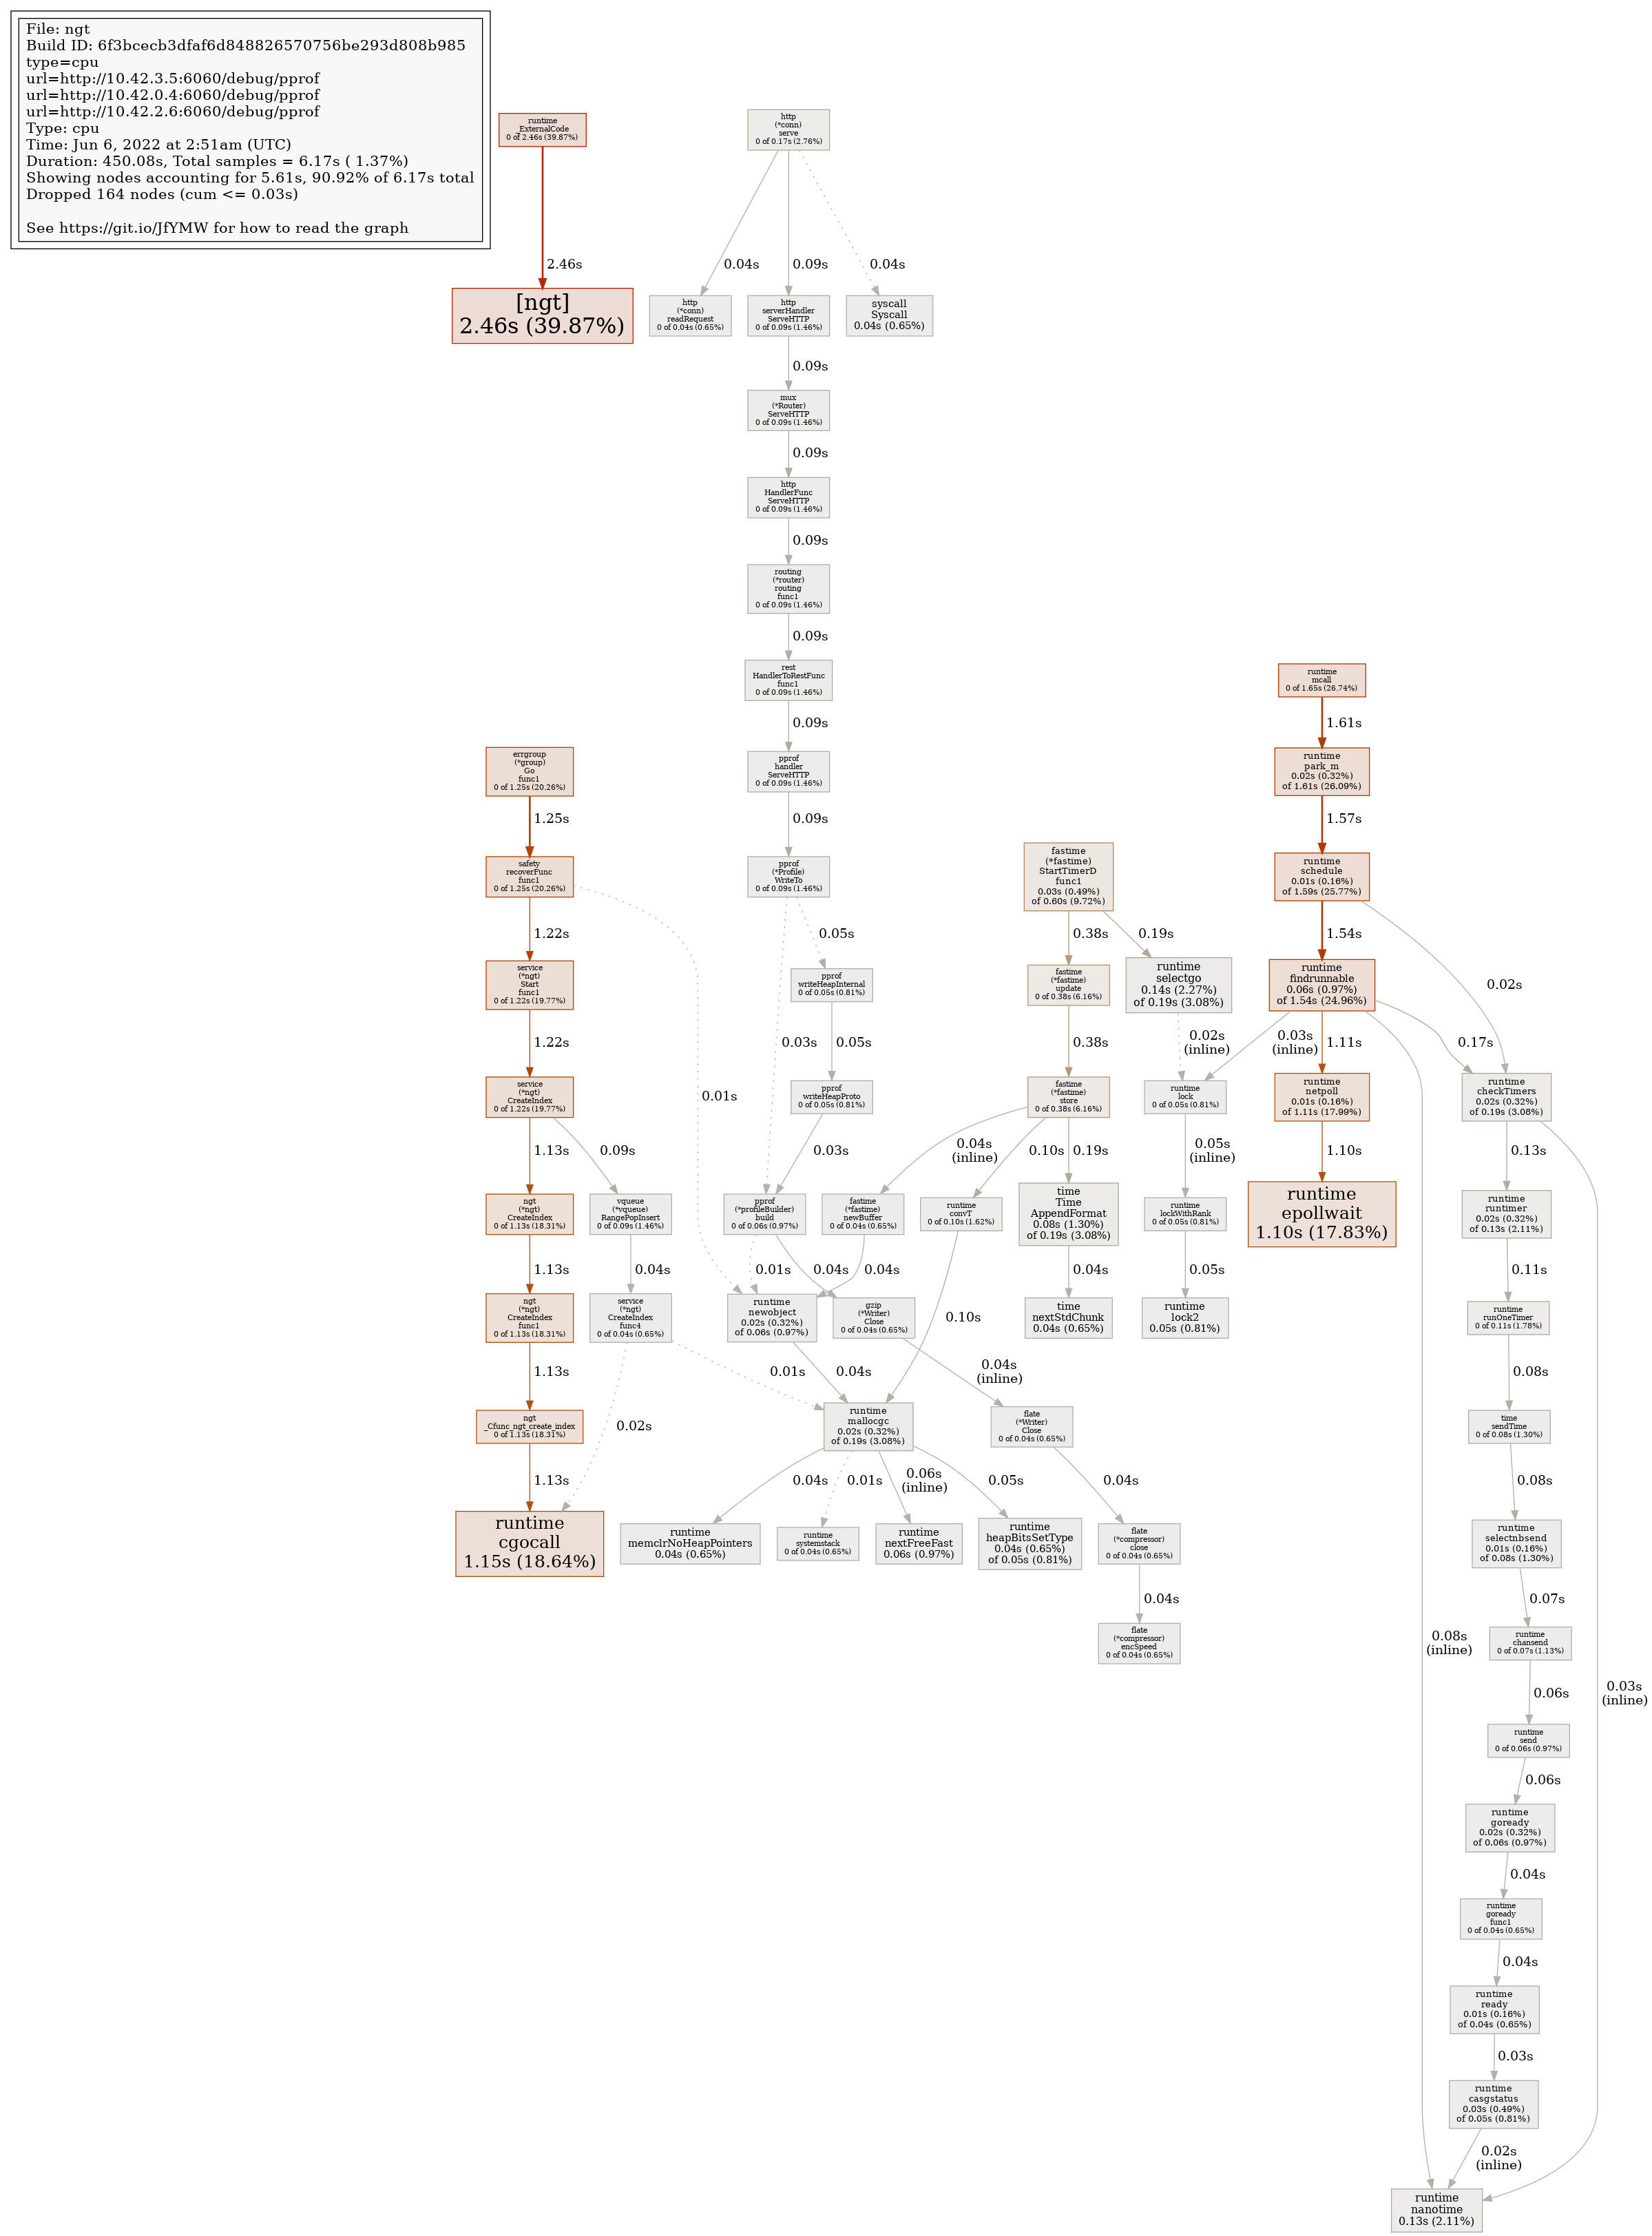 File: ngt
Build ID: 6f3bcecb3dfaf6d848826570756be293d808b985
type=cpu
url=http://10.42.3.5:6060/debug/pprof
url=http://10.42.0.4:6060/debug/pprof
url=http://10.42.2.6:6060/debug/pprof
Type: cpu
Time: Jun 6, 2022 at 2:51am (UTC)
Duration: 450.08s, Total samples = 6.17s ( 1.37%)
Showing nodes accounting for 5.61s, 90.92% of 6.17s total
Dropped 164 nodes (cum <= 0.03s)
See https://git.io/JfYMW for how to read the graph
runtime
_ExternalCode
0 of 2.46s (39.87%)
2.46s
[ngt]
2.46s (39.87%)
http
(*conn)
serve
0 of 0.17s (2.76%)
0.04s
0.09s
0.04s
http
(*conn)
readRequest
0 of 0.04s (0.65%)
http
serverHandler
ServeHTTP
0 of 0.09s (1.46%)
syscall
Syscall
0.04s (0.65%)
0.09s
mux
(*Router)
ServeHTTP
0 of 0.09s (1.46%)
0.09s
http
HandlerFunc
ServeHTTP
0 of 0.09s (1.46%)
0.09s
routing
(*router)
routing
func1
0 of 0.09s (1.46%)
0.09s
rest
HandlerToRestFunc
func1
0 of 0.09s (1.46%)
0.09s
pprof
handler
ServeHTTP
0 of 0.09s (1.46%)
0.09s
pprof
(*Profile)
WriteTo
0 of 0.09s (1.46%)
0.05s
0.03s
pprof
writeHeapInternal
0 of 0.05s (0.81%)
0.05s
pprof
writeHeapProto
0 of 0.05s (0.81%)
0.03s
pprof
(*profileBuilder)
build
0 of 0.06s (0.97%)
0.01s
0.04s
errgroup
(*group)
Go
func1
0 of 1.25s (20.26%)
1.25s
safety
recoverFunc
func1
0 of 1.25s (20.26%)
1.22s
0.01s
service
(*ngt)
Start
func1
0 of 1.22s (19.77%)
1.22s
service
(*ngt)
CreateIndex
0 of 1.22s (19.77%)
1.13s
0.09s
ngt
(*ngt)
CreateIndex
0 of 1.13s (18.31%)
vqueue
(*vqueue)
RangePopInsert
0 of 0.09s (1.46%)
1.13s
0.04s
ngt
(*ngt)
CreateIndex
func1
0 of 1.13s (18.31%)
service
(*ngt)
CreateIndex
func4
0 of 0.04s (0.65%)
1.13s
0.02s
0.01s
ngt
_Cfunc_ngt_create_index
0 of 1.13s (18.31%)
1.13s
runtime
cgocall
1.15s (18.64%)
fastime
(*fastime)
StartTimerD
func1
0.03s (0.49%)
of 0.60s (9.72%)
0.38s
0.19s
fastime
(*fastime)
update
0 of 0.38s (6.16%)
runtime
selectgo
0.14s (2.27%)
of 0.19s (3.08%)
0.38s
0.02s
(inline)
fastime
(*fastime)
store
0 of 0.38s (6.16%)
0.04s
(inline)
0.10s
0.19s
fastime
(*fastime)
newBuffer
0 of 0.04s (0.65%)
runtime
convT
0 of 0.10s (1.62%)
time
Time
AppendFormat
0.08s (1.30%)
of 0.19s (3.08%)
0.04s
0.10s
0.04s
runtime
newobject
0.02s (0.32%)
of 0.06s (0.97%)
gzip
(*Writer)
Close
0 of 0.04s (0.65%)
time
nextStdChunk
0.04s (0.65%)
0.04s
0.04s
(inline)
runtime
mallocgc
0.02s (0.32%)
of 0.19s (3.08%)
flate
(*Writer)
Close
0 of 0.04s (0.65%)
0.04s
0.01s
0.06s
(inline)
0.05s
0.04s
runtime
memclrNoHeapPointers
0.04s (0.65%)
runtime
systemstack
0 of 0.04s (0.65%)
runtime
nextFreeFast
0.06s (0.97%)
runtime
heapBitsSetType
0.04s (0.65%)
of 0.05s (0.81%)
flate
(*compressor)
close
0 of 0.04s (0.65%)
0.04s
flate
(*compressor)
encSpeed
0 of 0.04s (0.65%)
runtime
mcall
0 of 1.65s (26.74%)
1.61s
runtime
park_m
0.02s (0.32%)
of 1.61s (26.09%)
1.57s
runtime
schedule
0.01s (0.16%)
of 1.59s (25.77%)
1.54s
0.02s
runtime
findrunnable
0.06s (0.97%)
of 1.54s (24.96%)
0.03s
(inline)
1.11s
0.17s
0.08s
(inline)
runtime
lock
0 of 0.05s (0.81%)
runtime
netpoll
0.01s (0.16%)
of 1.11s (17.99%)
runtime
checkTimers
0.02s (0.32%)
of 0.19s (3.08%)
0.05s
(inline)
1.10s
0.13s
0.03s
(inline)
runtime
lockWithRank
0 of 0.05s (0.81%)
runtime
epollwait
1.10s (17.83%)
runtime
runtimer
0.02s (0.32%)
of 0.13s (2.11%)
0.05s
0.11s
runtime
lock2
0.05s (0.81%)
runtime
runOneTimer
0 of 0.11s (1.78%)
0.08s
time
sendTime
0 of 0.08s (1.30%)
0.08s
runtime
selectnbsend
0.01s (0.16%)
of 0.08s (1.30%)
0.07s
runtime
chansend
0 of 0.07s (1.13%)
0.06s
runtime
send
0 of 0.06s (0.97%)
0.06s
runtime
goready
0.02s (0.32%)
of 0.06s (0.97%)
0.04s
runtime
goready
func1
0 of 0.04s (0.65%)
0.04s
runtime
ready
0.01s (0.16%)
of 0.04s (0.65%)
0.03s
runtime
casgstatus
0.03s (0.49%)
of 0.05s (0.81%)
0.02s
(inline)
runtime
nanotime
0.13s (2.11%)